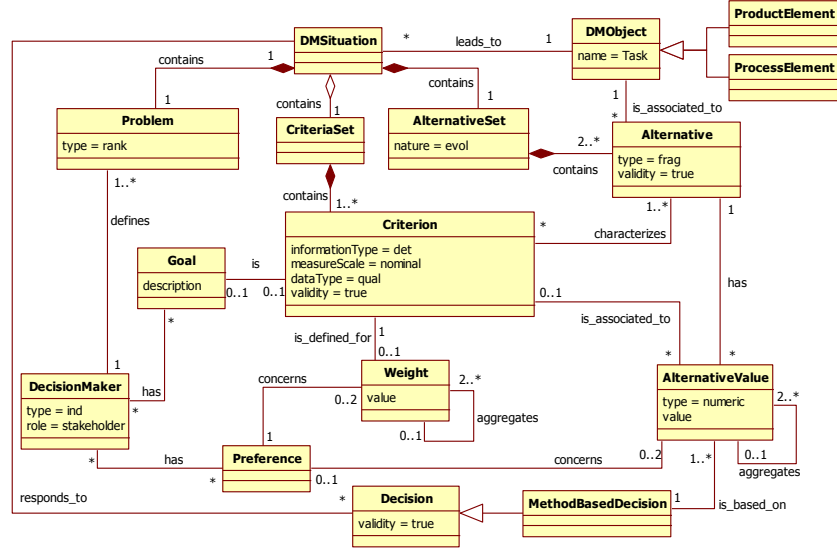 ProductElement
DMSituation
DMObject
*
leads_to
1
name = Task
ProcessElement
contains
1
contains
contains
1
is_associated_to
1
1
1
*
Problem
type = rank
CriteriaSet
AlternativeSet
nature = evol
Alternative
type = frag
validity = true
2..*
contains
1..*
contains
1..*
1..*
1
defines
Criterion
informationType = det
measureScale = nominal
dataType = qual
validity = true
*
characterizes
Goal
description
is
0..1
0..1
has
0..1
is_associated_to
*
1
is_defined_for
0..1
*
*
1
DecisionMaker
type = ind
role = stakeholder
has
*
concerns
Weight
value
0..2
2..*
aggregates
0..1
AlternativeValue
type = numeric
value
2..*
1
*
has
*
Preference
0..1
concerns
0..2
1..*
0..1
aggregates
responds_to
*
Decision
validity = true
MethodBasedDecision
1
is_based_on